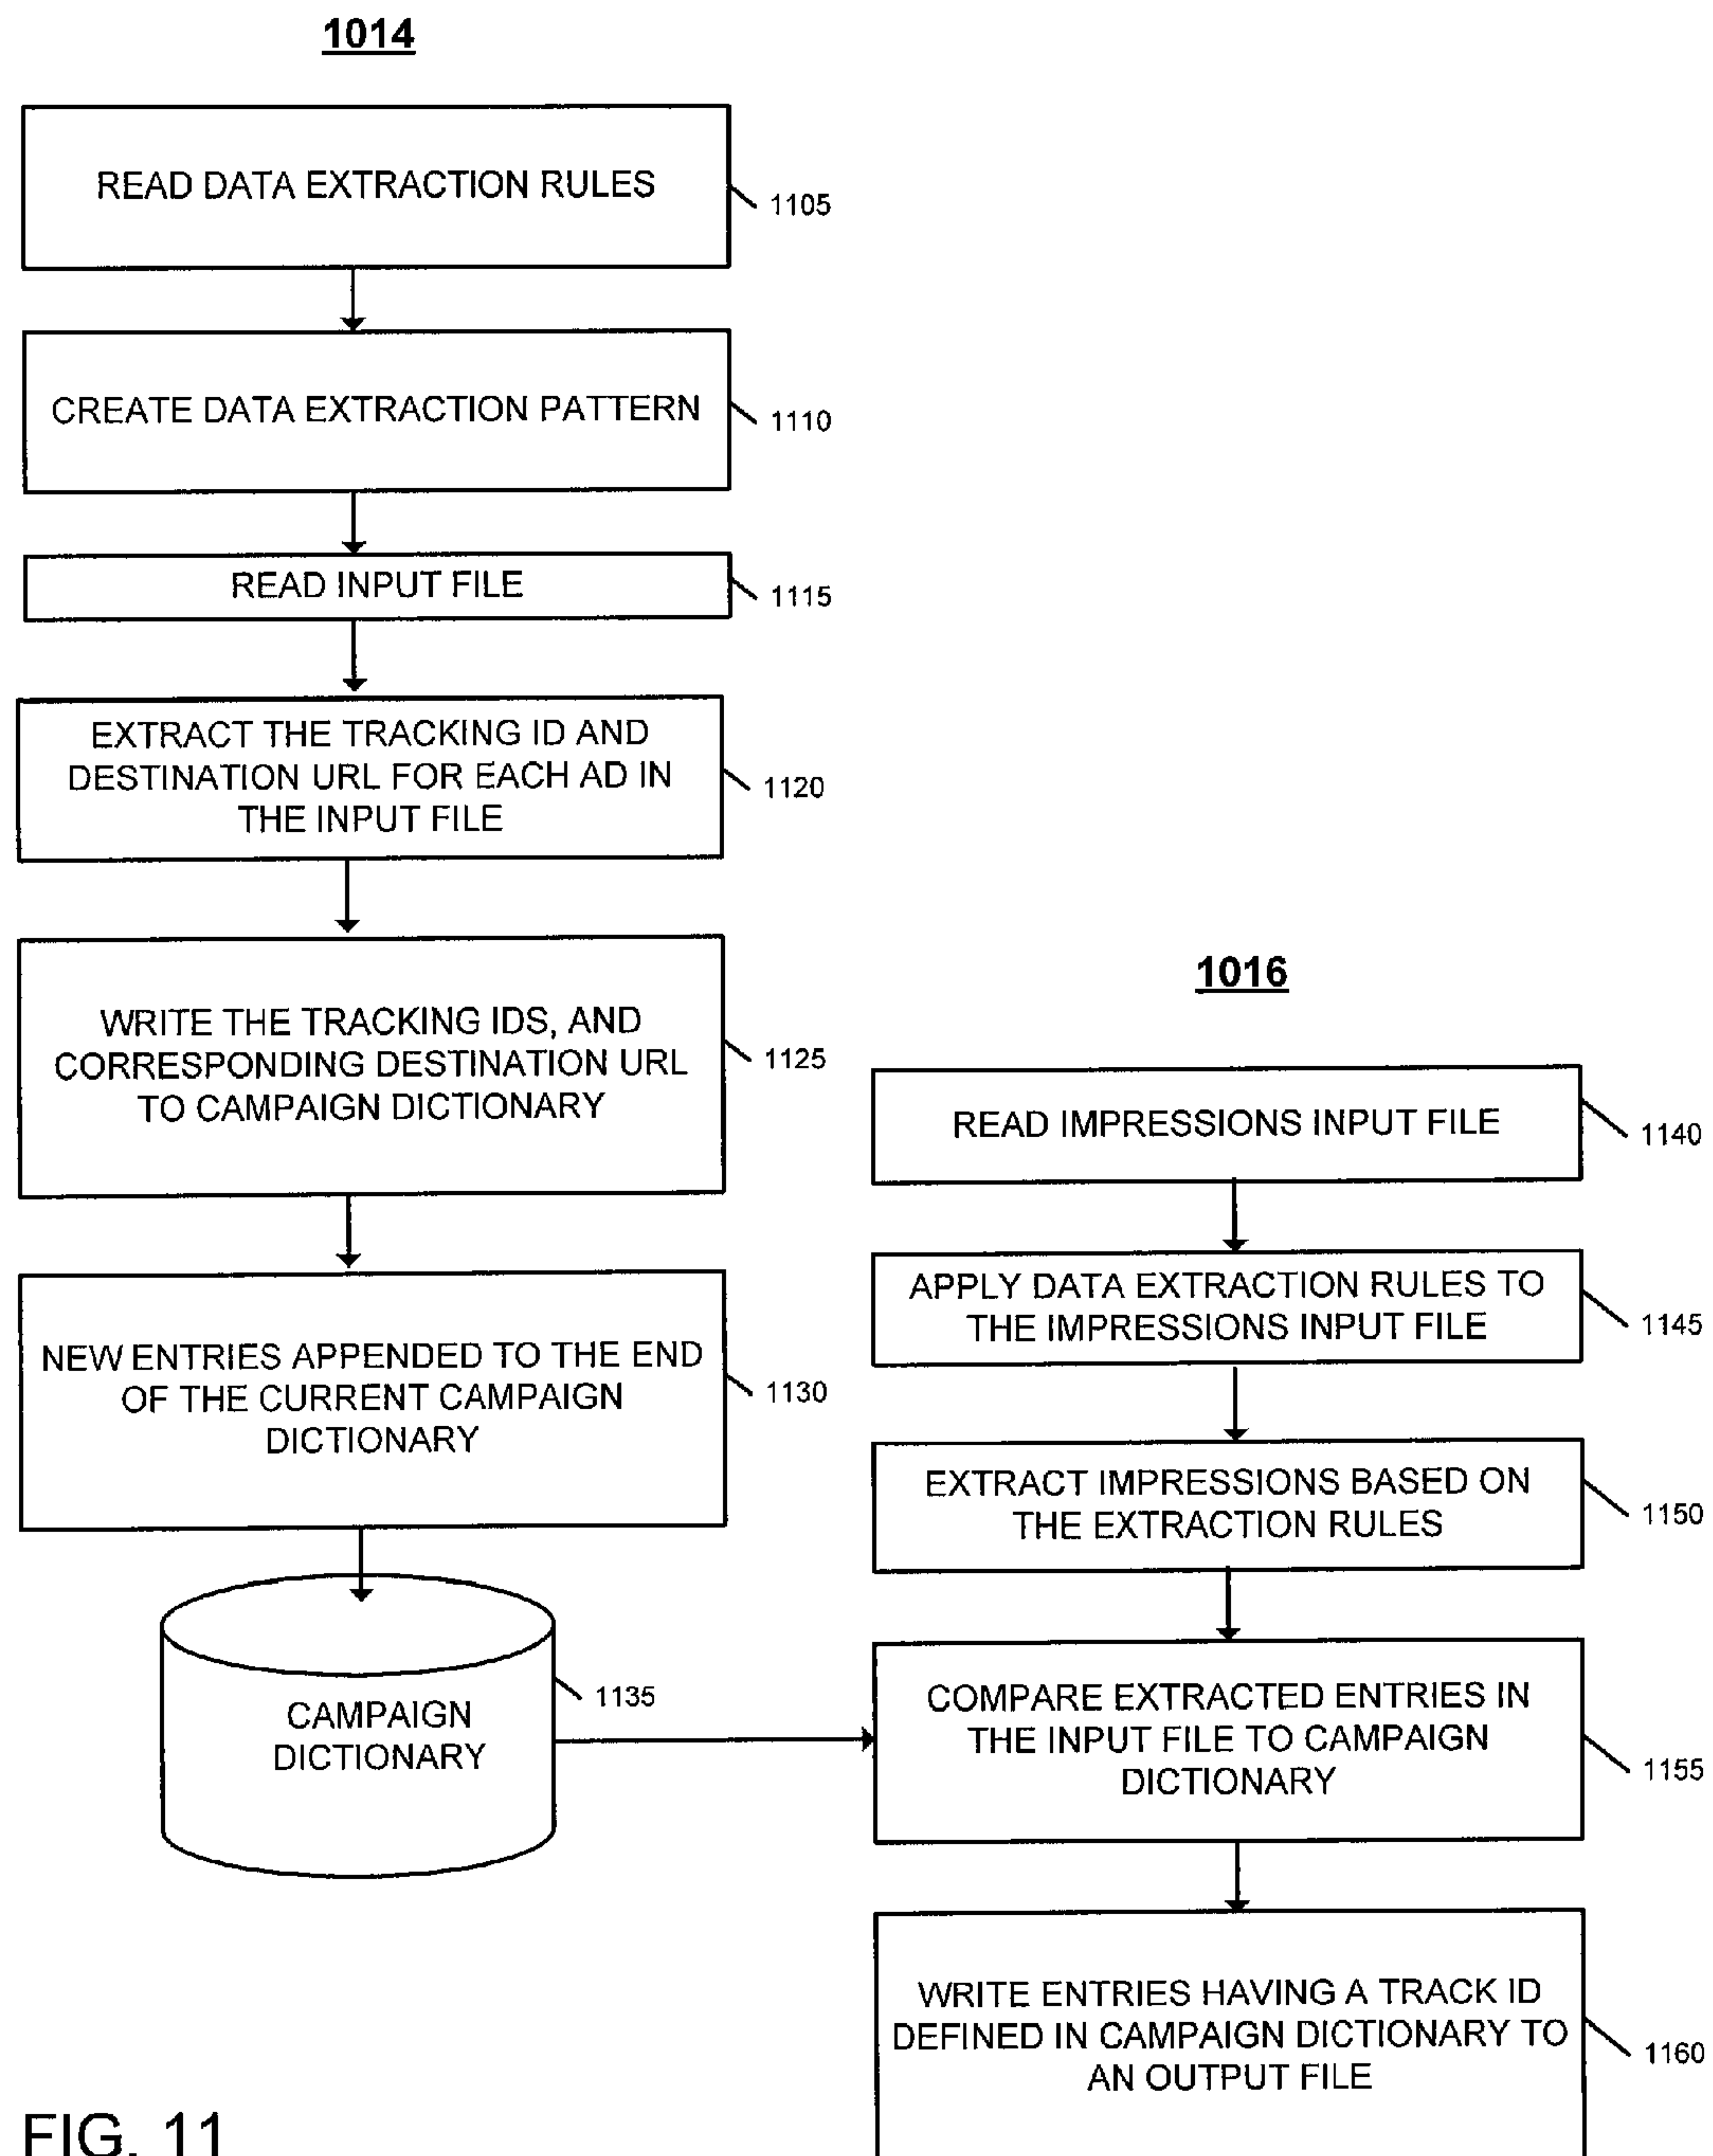 1014
READ DATA EXTRACTION RULES
1105
CREATE DATA EXTRACTION PATTERN
1110
READ INPUT FILE
1115
EXTRACT THE TRACKING ID AND
DESTINATION URL FOR EACH AD IN
THE INPUT FILE
1120
WRITE THE TRACKING IDS, AND
CORRESPONDING DESTINATION URL
TO CAMPAIGN DICTIONARY
1125
NEW ENTRIES APPENDED TO THE END
OF THE CURRENT CAMPAIGN
DICTIONARY
1130
CAMPAIGN
DICTIONARY
1135
1016
READ IMPRESSIONS INPUT FILE
1140
APPLY DATA EXTRACTION RULES TO
THE IMPRESSIONS INPUT FILE
1145
EXTRACT IMPRESSIONS BASED ON
THE EXTRACTION RULES
1150
COMPARE EXTRACTED ENTRIES IN
THE INPUT FILE TO CAMPAIGN
DICTIONARY
1155
WRITE ENTRIES HAVING A TRACK ID
DEFINED IN CAMPAIGN DICTIONARY TO
AN OUTPUT FILE
1160
FIG. 11